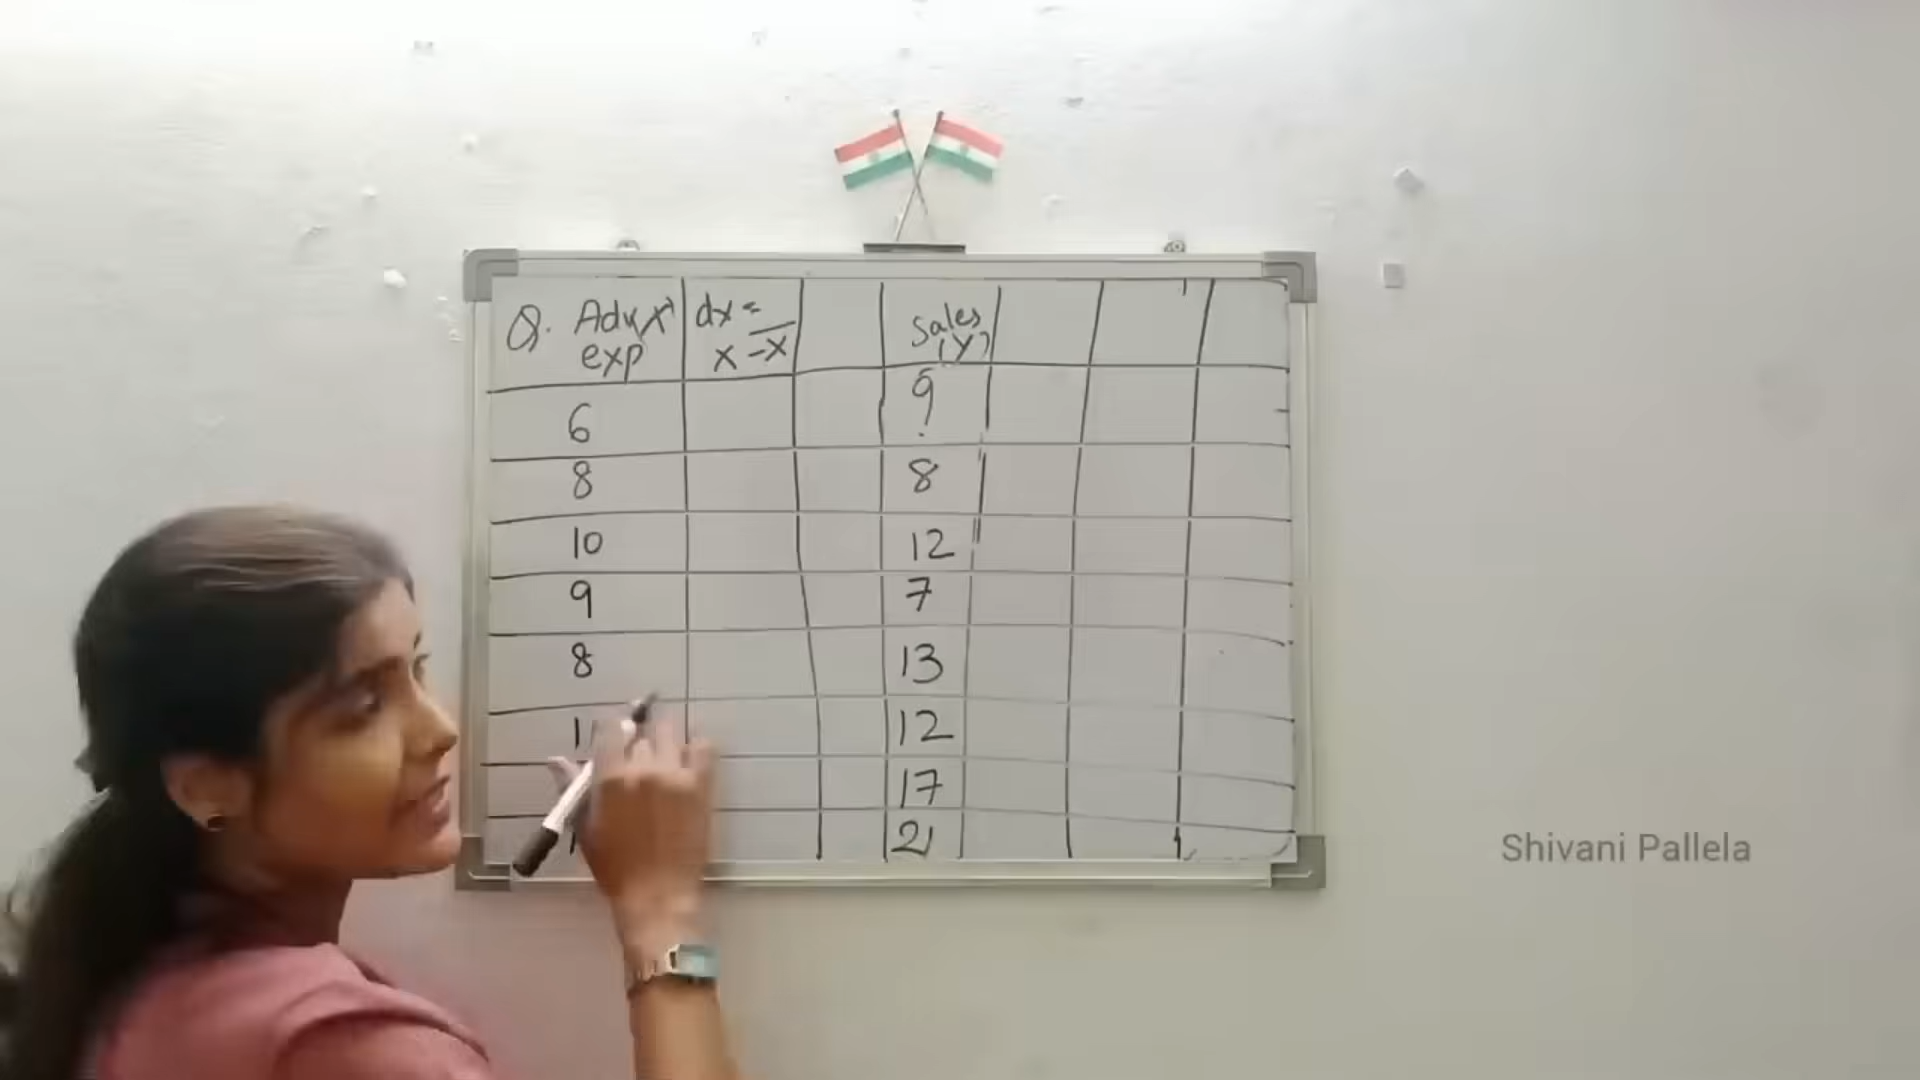 Q. Adv X dx =
exp x - x̅ Sales
(Y)
6 9
8 8
10 12
9 7
8 13
12
17
21
Shivani Pallela